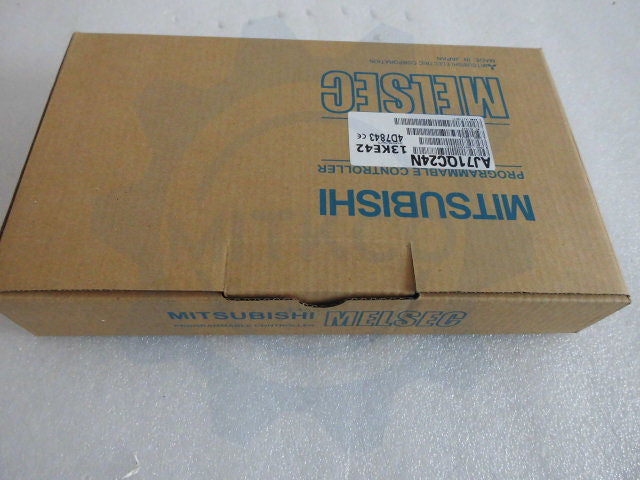 MITSUBISHI
PROGRAMMABLE CONTROLLER
AJ71QC24N
13KE42
4D7843 CE
MELSEC
MITSUBISHI ELECTRIC CORPORATION
MADE IN JAPAN
MITSUBISHI MELSEC
PROGRAMMABLE CONTROLLER